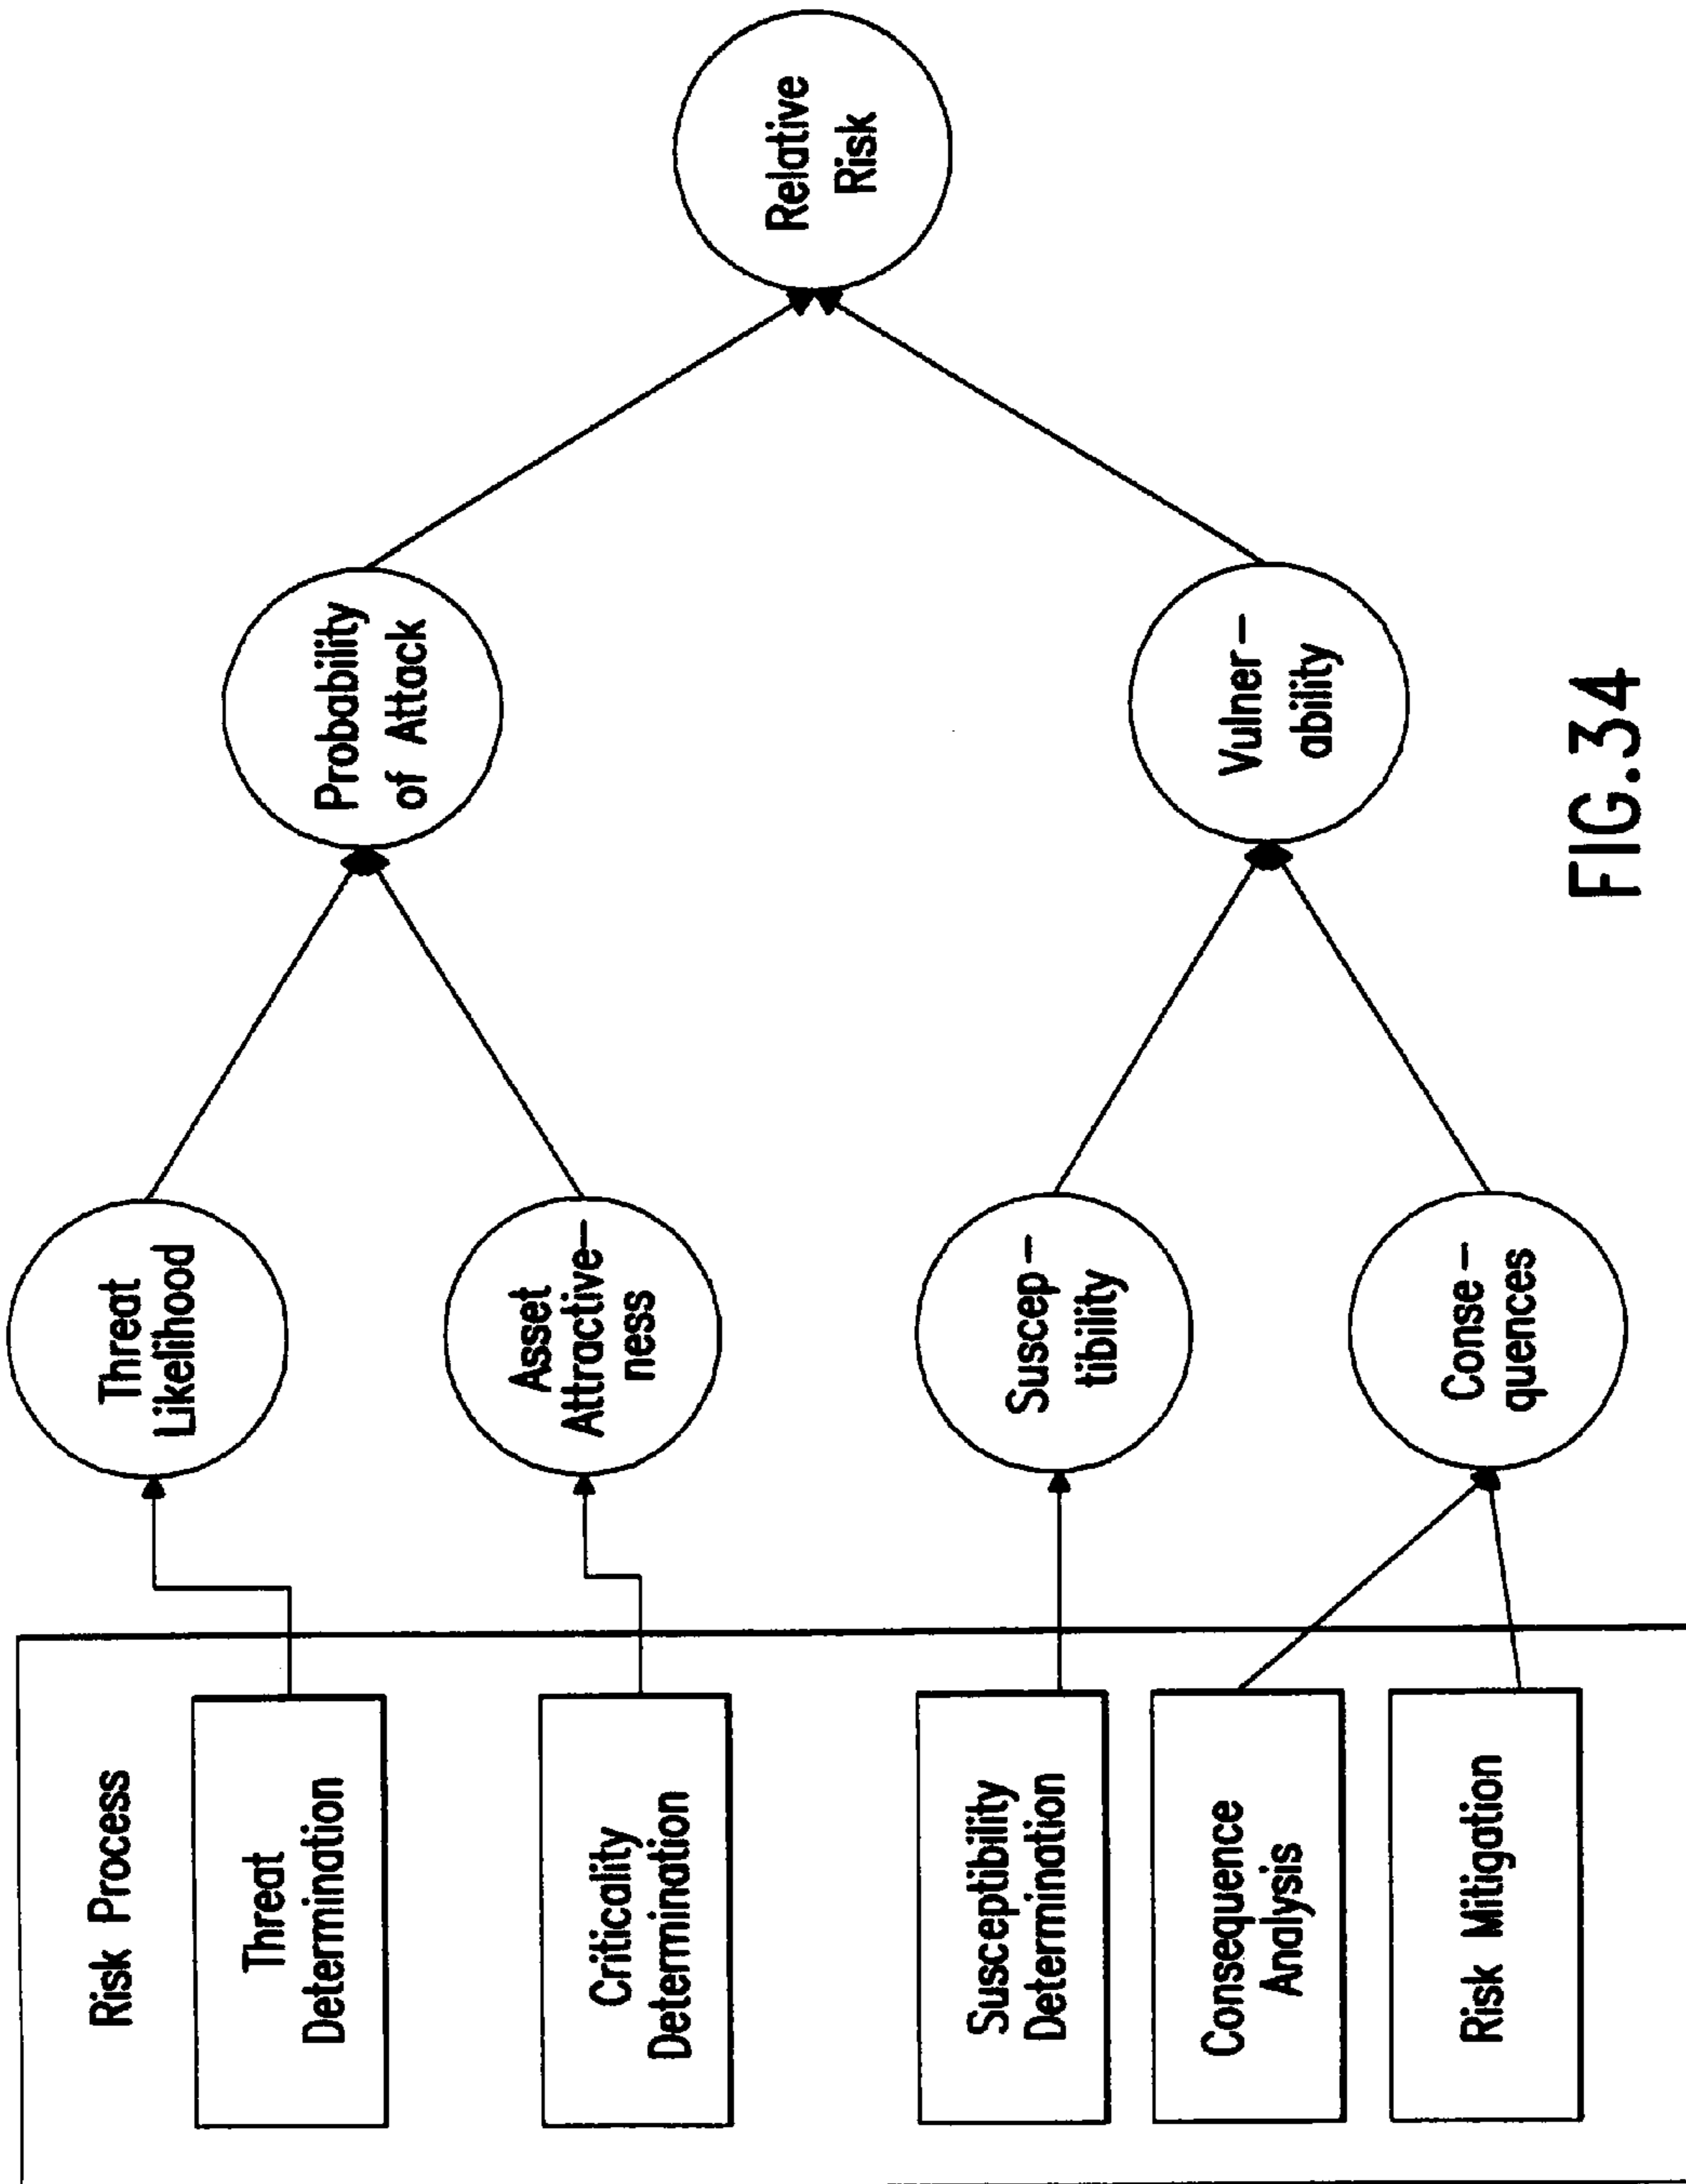 Risk Process
Threat
Determination
Criticality
Determination
Susceptibility
Determination
Consequence
Analysis
Risk Mitigation
Threat
Likelihood
Asset
Attractive-
ness
Suscep-
tibility
Conse-
quences
Probability
of Attack
Vulner-
ability
Relative
Risk
FIG.34